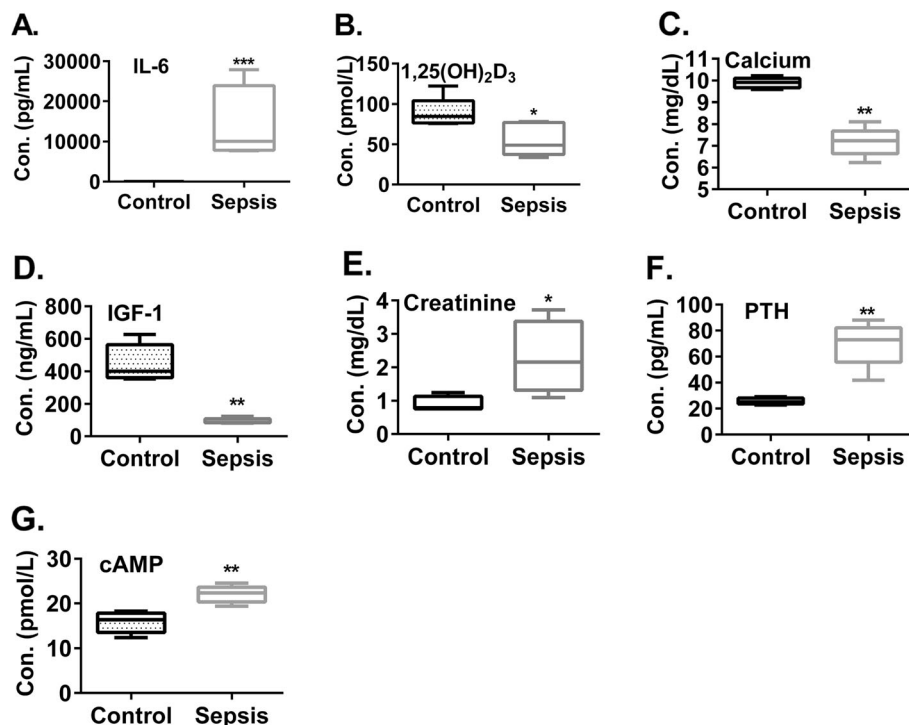 A.
IL-6
***
Con. (pg/mL)
30000
20000
10000
0
Control Sepsis
B.
1,25(OH)₂D₃
*
Con. (pmol/L)
150
100
50
0
Control Sepsis
C.
Calcium
**
Con. (mg/dL)
11
10
9
8
7
6
5
Control Sepsis
D.
IGF-1
**
Con. (ng/mL)
800
600
400
200
0
Control Sepsis
E.
Creatinine
*
Con. (mg/dL)
4
3
2
1
0
Control Sepsis
F.
PTH
**
Con. (pg/mL)
100
80
60
40
20
0
Control Sepsis
G.
cAMP
**
Con. (pmol/L)
30
20
10
0
Control Sepsis